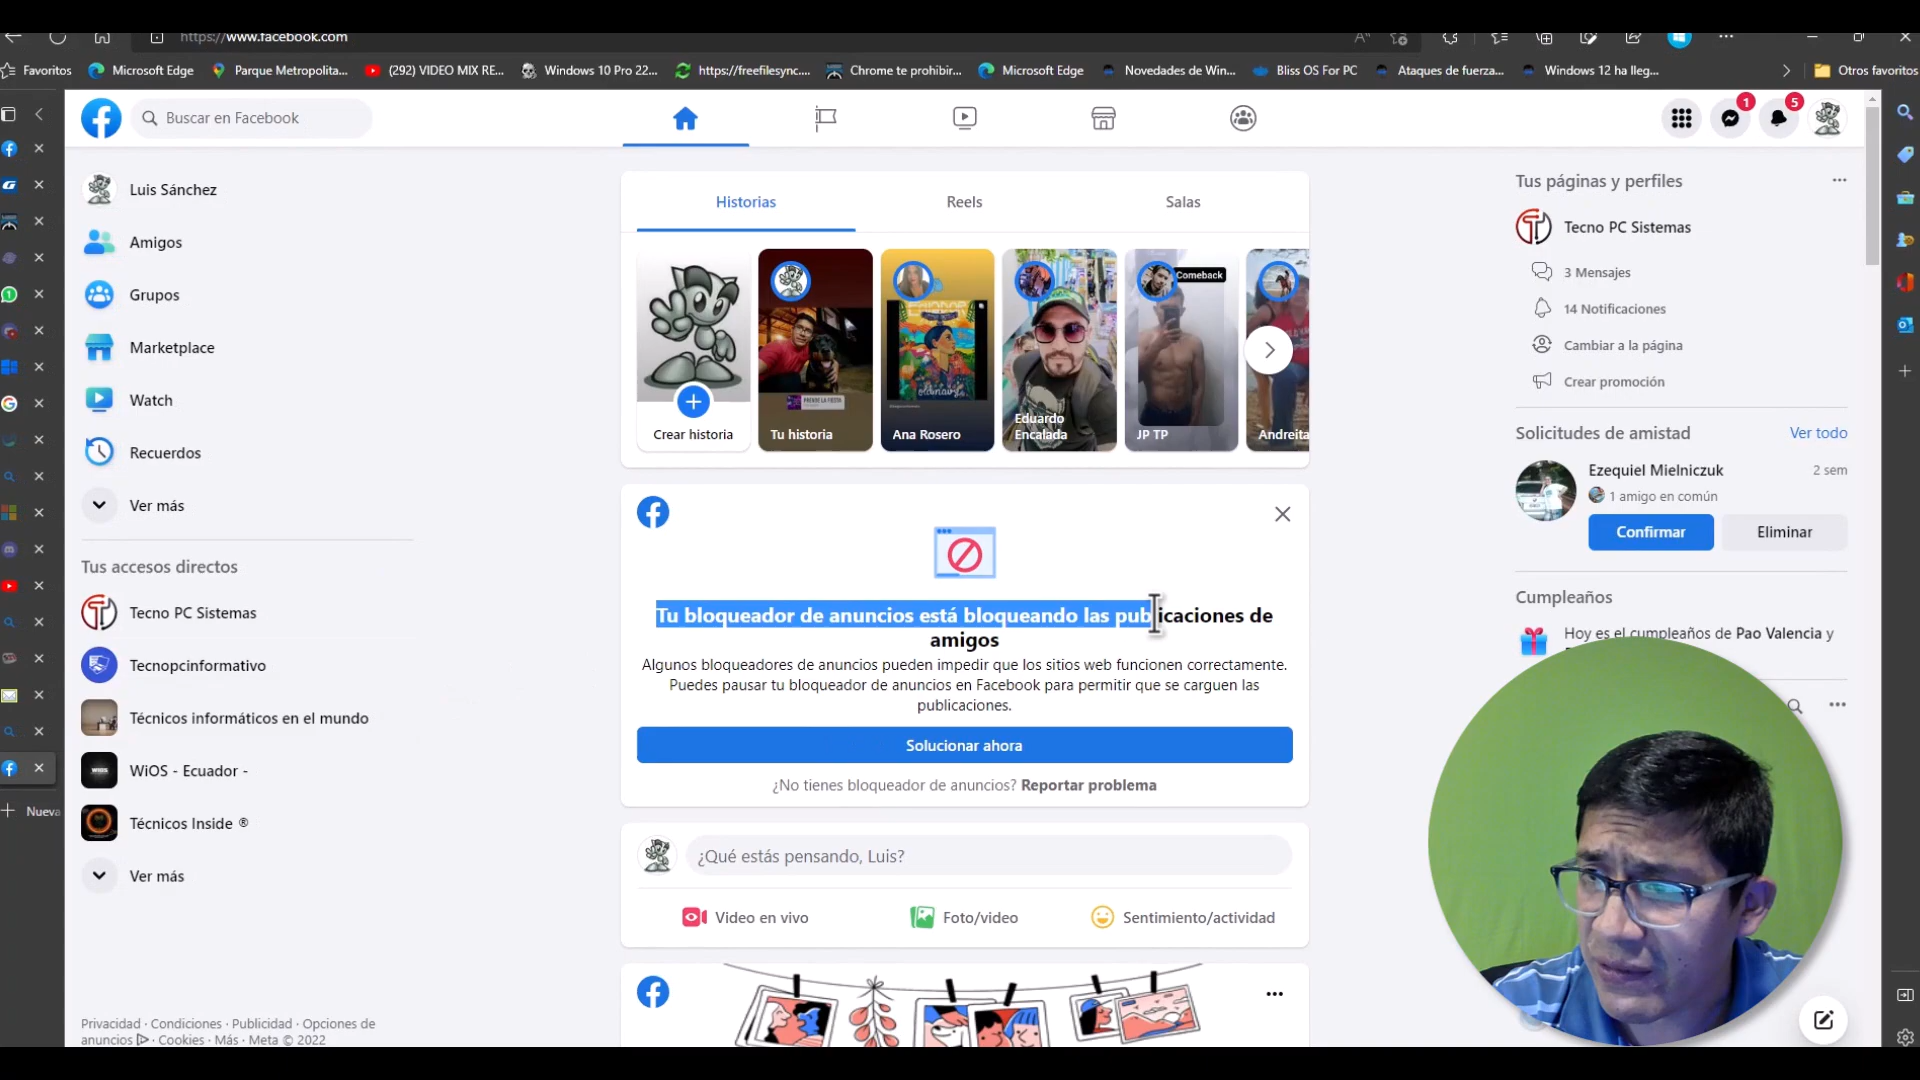 https://www.facebook.com
Favoritos
Microsoft Edge
Parque Metropolita...
(292) VIDEO MIX RE...
Windows 10 Pro 22...
https://freefilesync....
Chrome te prohibir...
Microsoft Edge
Novedades de Win...
Bliss OS For PC
Ataques de fuerza...
Windows 12 ha lleg...
Otros favoritos
Buscar en Facebook
1
5
Luis Sánchez
Amigos
Grupos
Marketplace
Watch
Recuerdos
Ver más
Tus accesos directos
Tecno PC Sistemas
Tecnopcinformativo
Técnicos informáticos en el mundo
WiOS - Ecuador -
Técnicos Inside ®
Ver más
Nueva
Privacidad · Condiciones · Publicidad · Opciones de
anuncios · Cookies · Más · Meta © 2022
Historias
Reels
Salas
Crear historia
PRENDE LA FIESTA
Tu historia
Ana Rosero
Eduardo
Encalada
Comeback
JP TP
Andreita
Tu bloqueador de anuncios está bloqueando las publicaciones de
amigos
Algunos bloqueadores de anuncios pueden impedir que los sitios web funcionen correctamente.
Puedes pausar tu bloqueador de anuncios en Facebook para permitir que se carguen las
publicaciones.
Solucionar ahora
¿No tienes bloqueador de anuncios? Reportar problema
¿Qué estás pensando, Luis?
Video en vivo
Foto/video
Sentimiento/actividad
Tus páginas y perfiles
Tecno PC Sistemas
3 Mensajes
14 Notificaciones
Cambiar a la página
Crear promoción
Solicitudes de amistad
Ver todo
Ezequiel Mielniczuk
2 sem
1 amigo en común
Confirmar
Eliminar
Cumpleaños
Hoy es el cumpleaños de Pao Valencia y